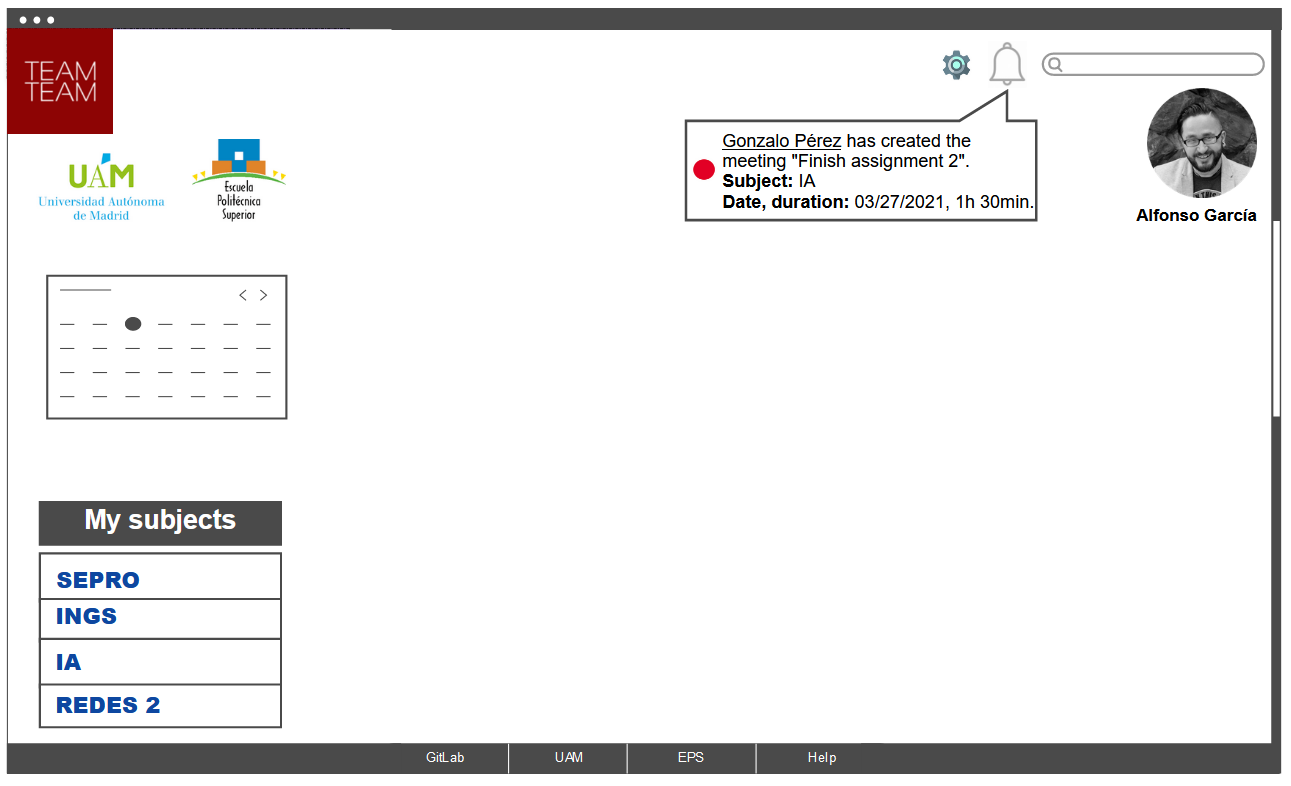 TEAM
TEAM
UAM
Universidad Autónoma
de Madrid
Escuela
Politécnica
Superior
Gonzalo Pérez has created the
meeting "Finish assignment 2".
Subject: IA
Date, duration: 03/27/2021, 1h 30min.
Alfonso García
My subjects
SEPRO
INGS
IA
REDES 2
GitLab
UAM
EPS
Help